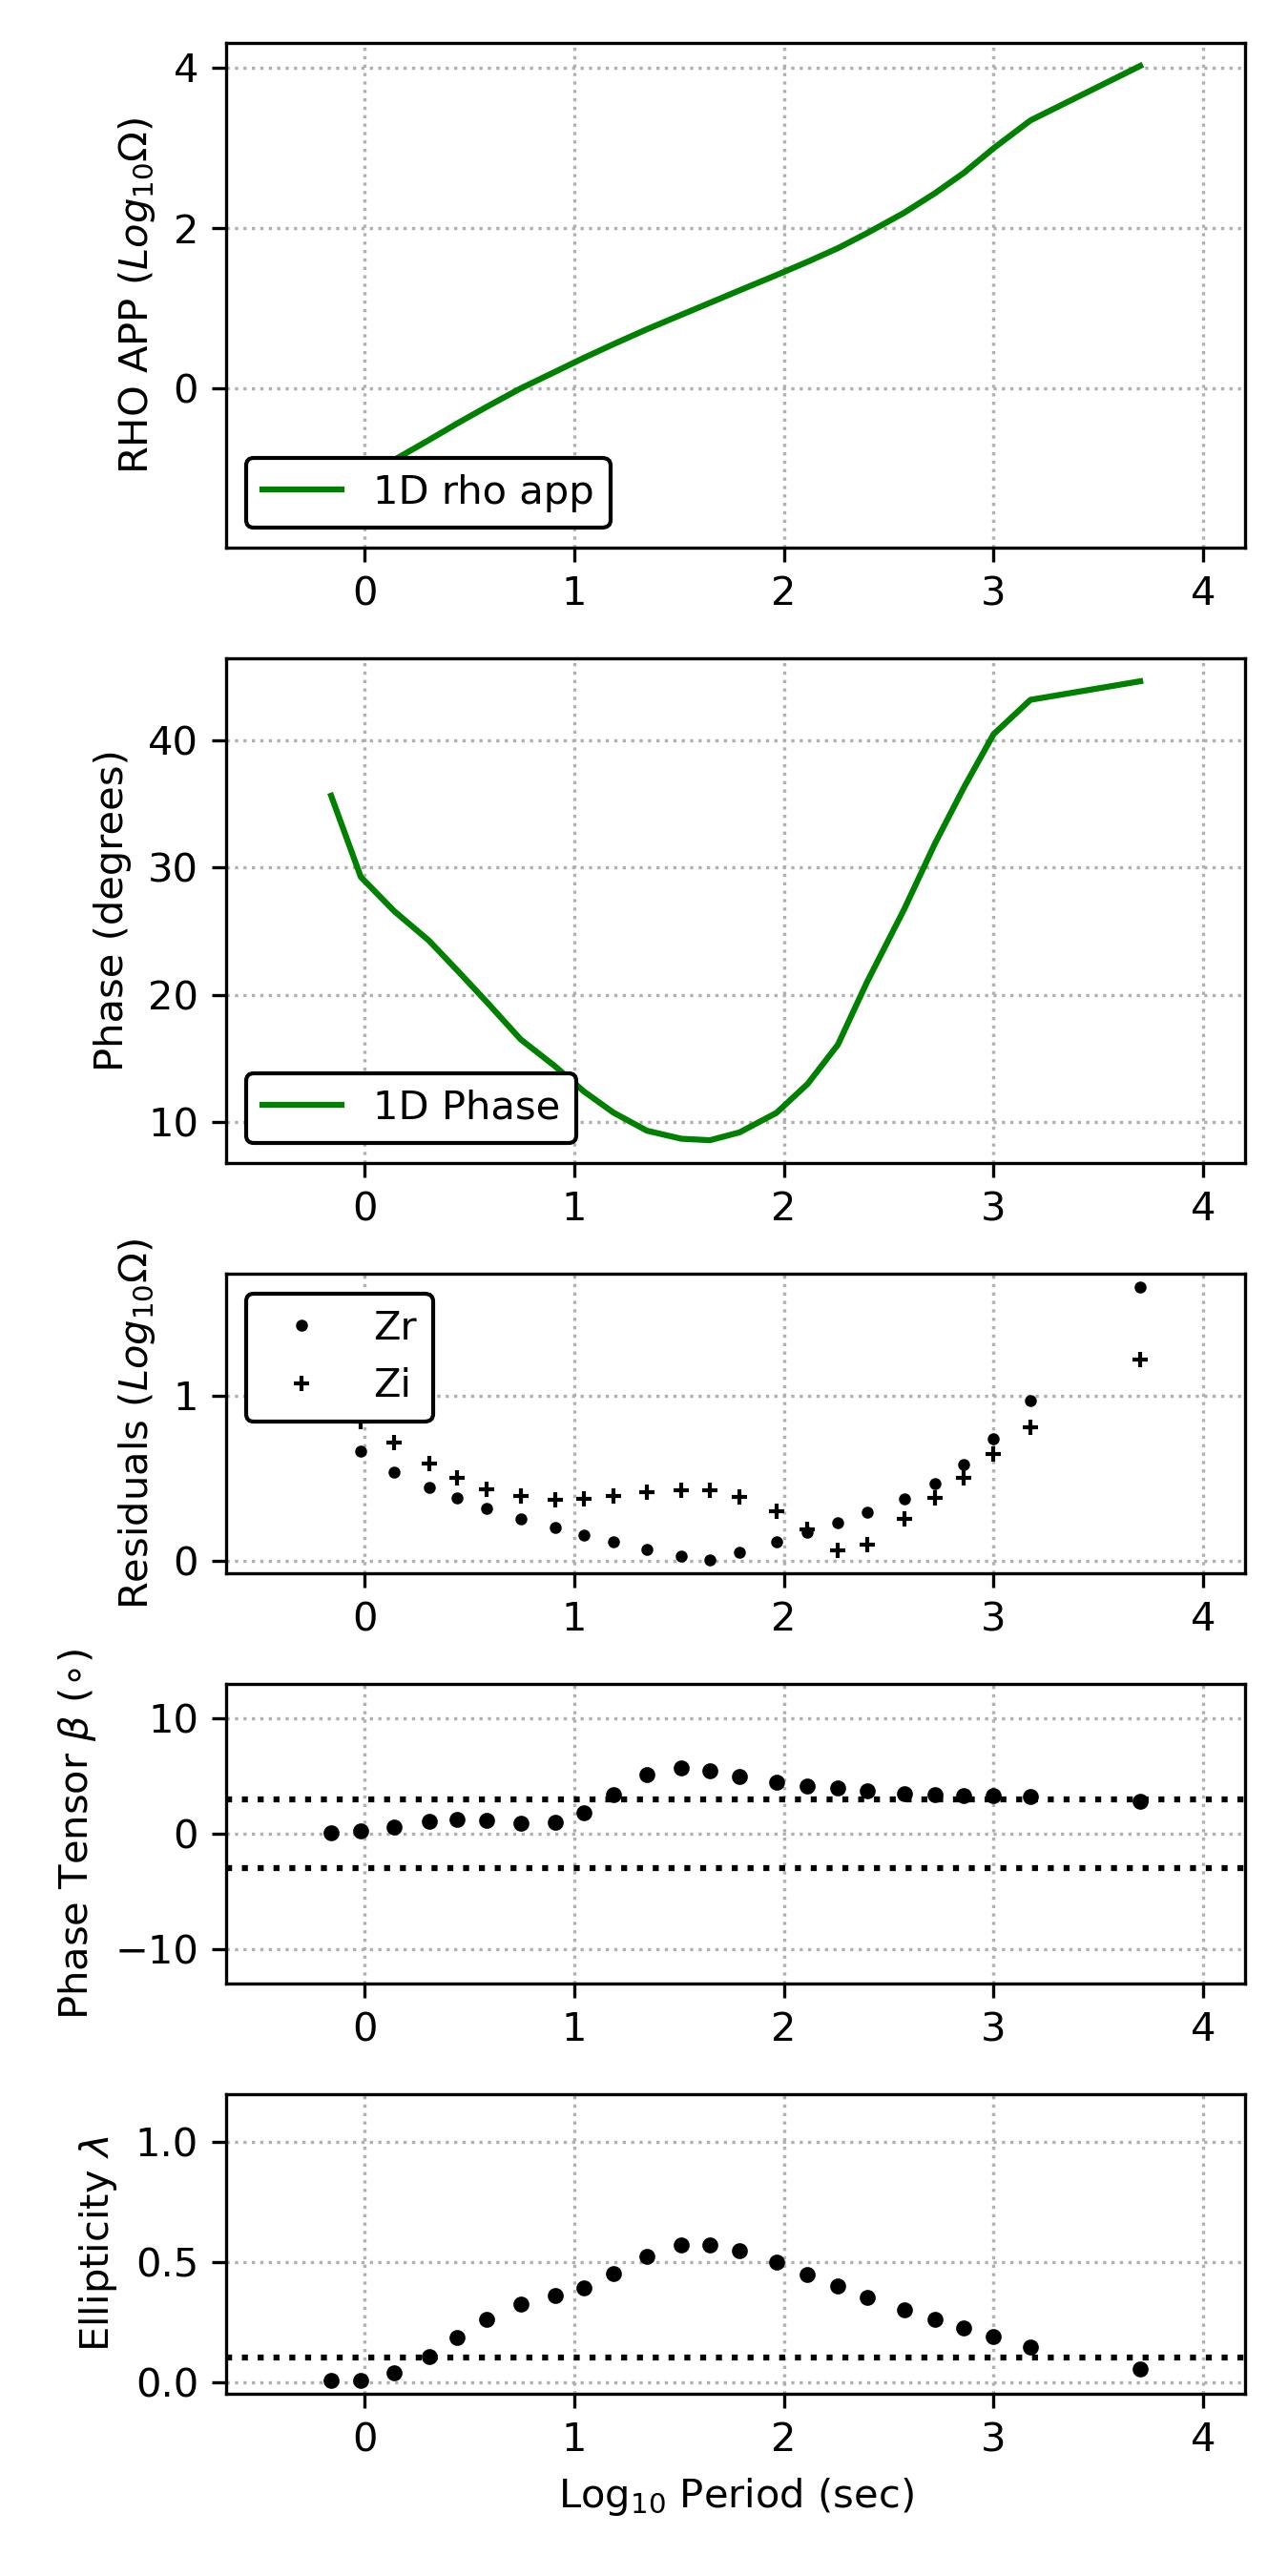 RHO APP (Log₁₀Ω)
4
2
0
1D rho app
0 1 2 3 4
Phase (degrees)
40
30
20
10
1D Phase
0 1 2 3 4
Residuals (Log₁₀Ω)
1
0
Zr
Zi
0 1 2 3 4
Phase Tensor β (∘)
10
0
−10
0 1 2 3 4
Ellipticity λ
1.0
0.5
0.0
0 1 2 3 4
Log₁₀ Period (sec)